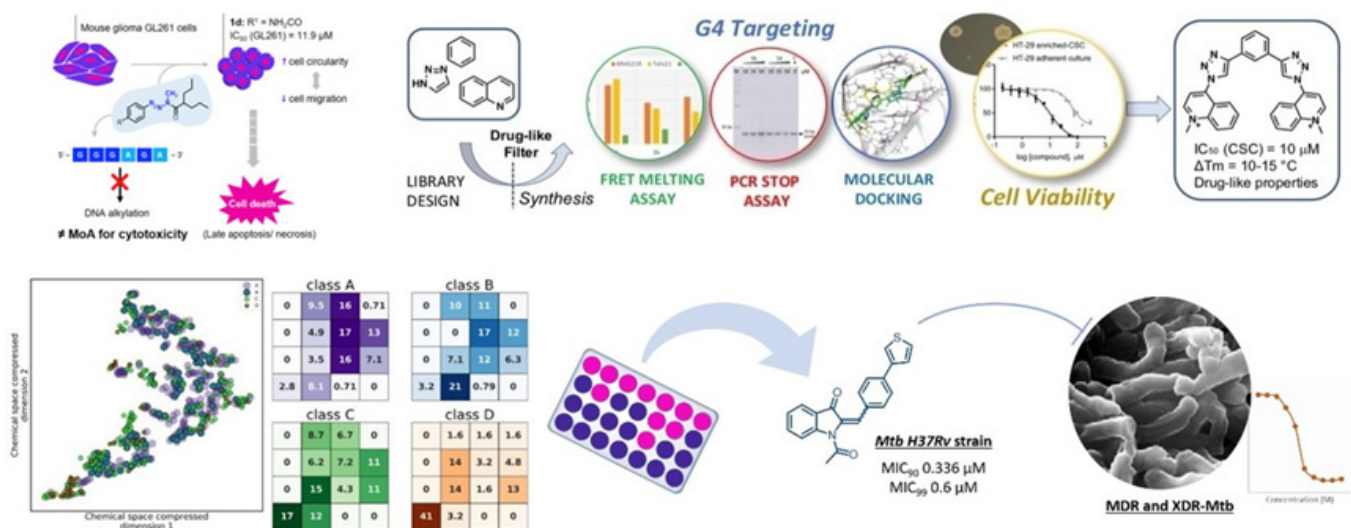 Mouse glioma GL261 cells
1d: R¹ = NH₂CO
IC₅₀ (GL261) = 11.9 µM
↑ cell circularity
↓ cell migration
5'- G G G A G A -3'
DNA alkylation
≠ MoA for cytotoxicity
Cell death
(Late apoptosis/ necrosis)
LIBRARY
DESIGN
Drug-like
Filter
Synthesis
G4 Targeting
FRET MELTING
ASSAY
PCR STOP
ASSAY
MOLECULAR
DOCKING
HT-29 enriched-CSC
HT-29 adherent culture
100
50
0
-1 0 1 2 3
log [compound], µM
Cell Viability
IC₅₀ (CSC) = 10 µM
ΔTm = 10-15 °C
Drug-like properties
Chemical space compressed
dimension 2
Chemical space compressed
dimension 1
class A
0 9.5 16 0.71
0 4.9 17 13
0 3.5 16 7.1
2.8 8.1 0.71 0
class B
0 10 11 0
0 0 17 12
0 7.1 12 6.3
3.2 21 0.79 0
class C
0 8.7 6.7 0
0 6.2 7.2 11
0 15 4.3 11
17 12 0 0
class D
0 1.6 1.6 1.6
0 14 3.2 4.8
0 14 1.6 13
41 3.2 0 0
Mtb H37Rv strain
MIC₉₀ 0.336 µM
MIC₉₉ 0.6 µM
MDR and XDR-Mtb
Concentration (M)